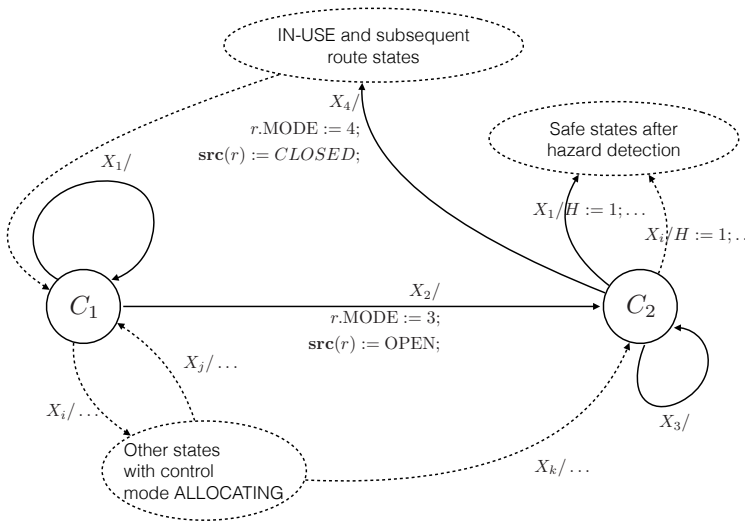 IN-USE and subsequent
route states
X₄/
r.MODE := 4;
src(r) := CLOSED;
Safe states after
hazard detection
X₁/
X₁/H := 1; …
Xᵢ/H := 1; …
C₁
X₂/
r.MODE := 3;
src(r) := OPEN;
C₂
Xⱼ/ …
Xᵢ/ …
X₃/
Other states
with control
mode ALLOCATING
Xₖ/ …